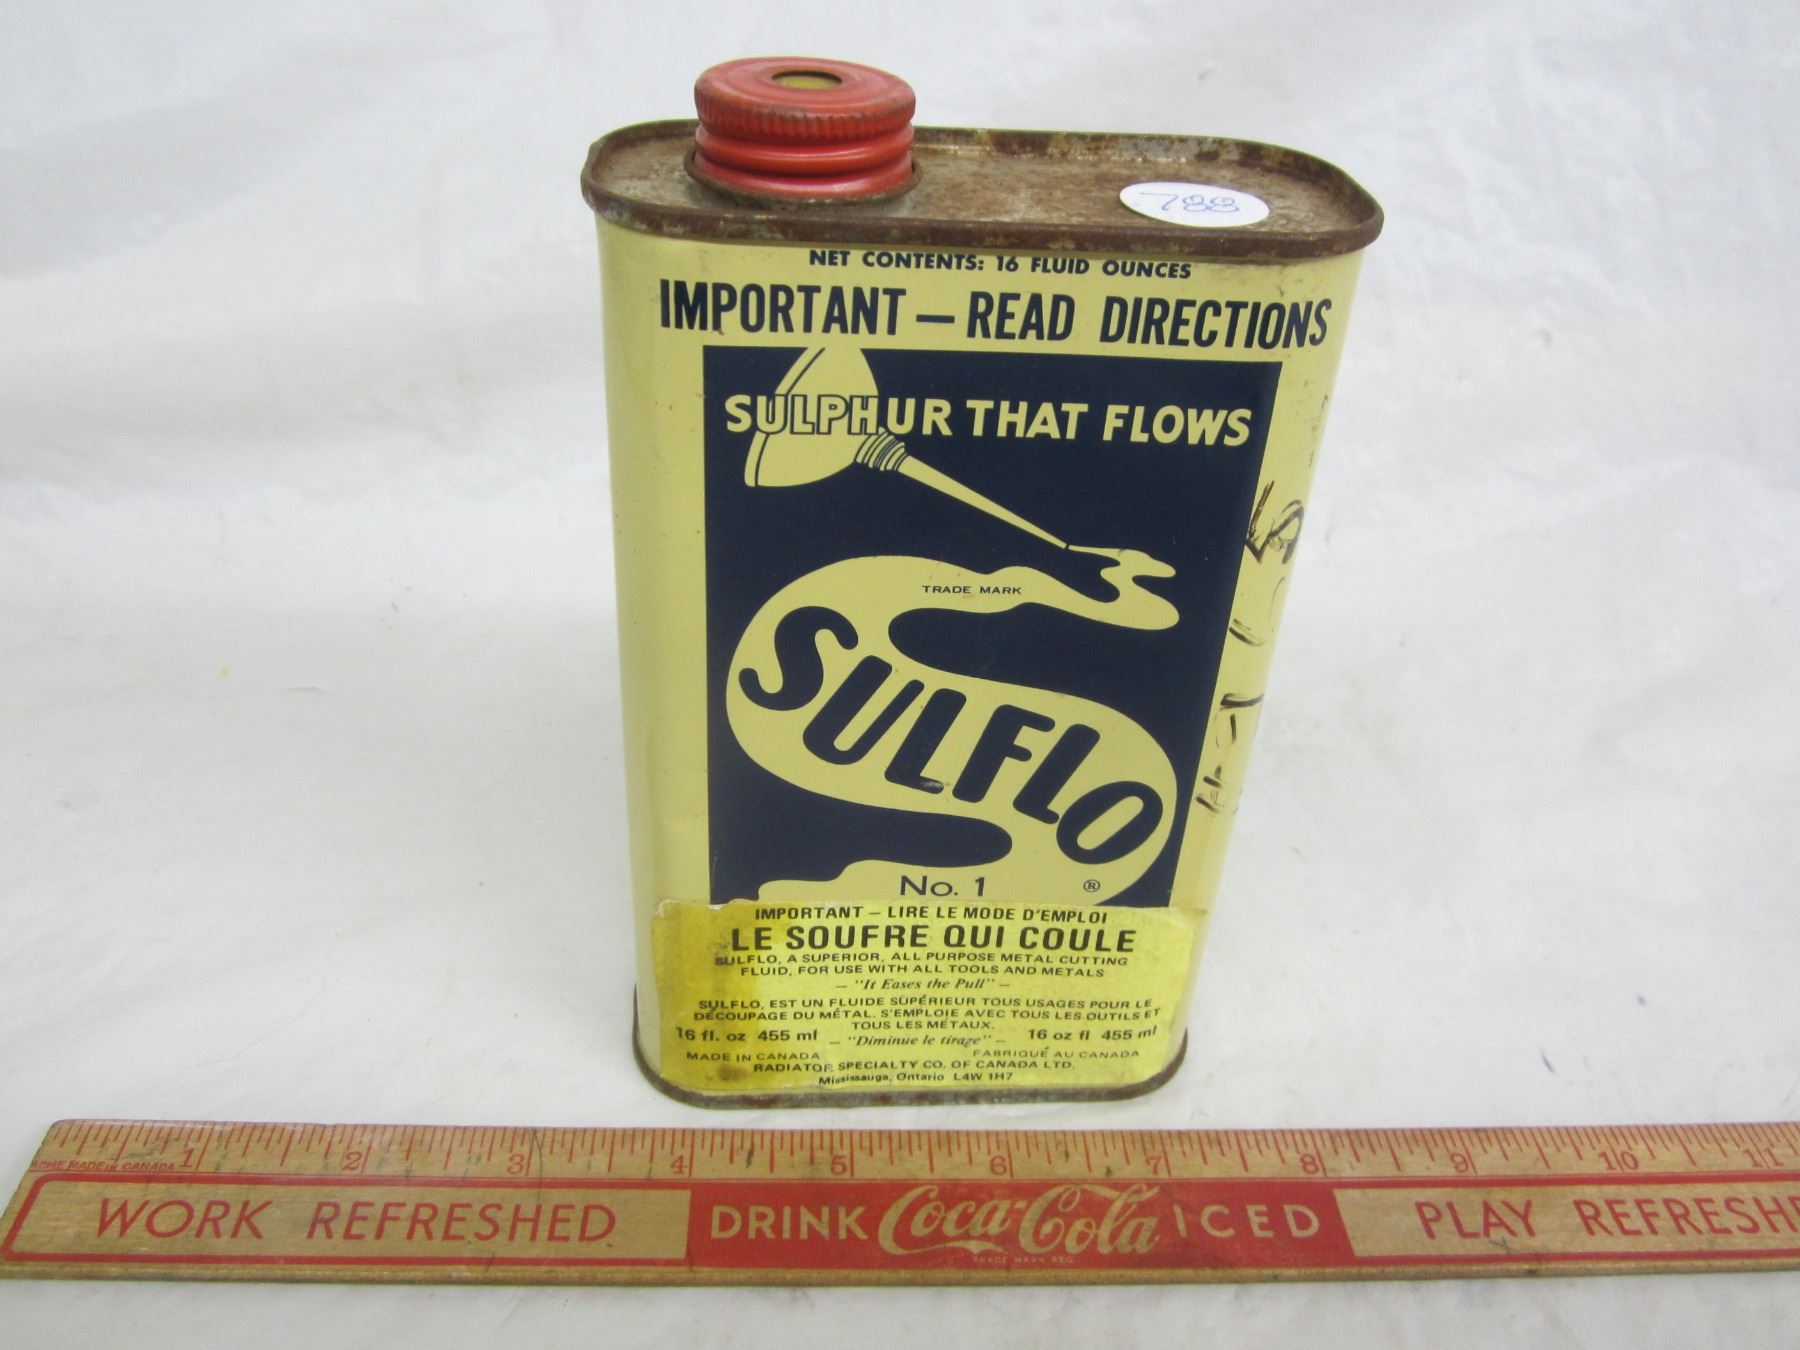 788
NET CONTENTS: 16 FLUID OUNCES
IMPORTANT — READ DIRECTIONS
SULPHUR THAT FLOWS
TRADE MARK
SULFLO
No. 1 ®
IMPORTANT — LIRE LE MODE D'EMPLOI
LE SOUFRE QUI COULE
SULFLO, A SUPERIOR, ALL PURPOSE METAL CUTTING
FLUID, FOR USE WITH ALL TOOLS AND METALS
— "It Eases the Pull" —
SULFLO, EST UN FLUIDE SUPÉRIEUR TOUS USAGES POUR LE
DÉCOUPAGE DU MÉTAL. S'EMPLOIE AVEC TOUS LES OUTILS ET
TOUS LES MÉTAUX.
16 fl. oz 455 ml — "Diminue le tirage" — 16 oz fl 455 ml
MADE IN CANADA FABRIQUÉ AU CANADA
RADIATOR SPECIALTY CO. OF CANADA LTD.
Mississauga, Ontario L4W 1H7
1 2 3 4 5 6 7 8 9 10 11
ACME MADE IN CANADA
WORK REFRESHED DRINK Coca-Cola ICED PLAY REFRESH
TRADE MARK REG